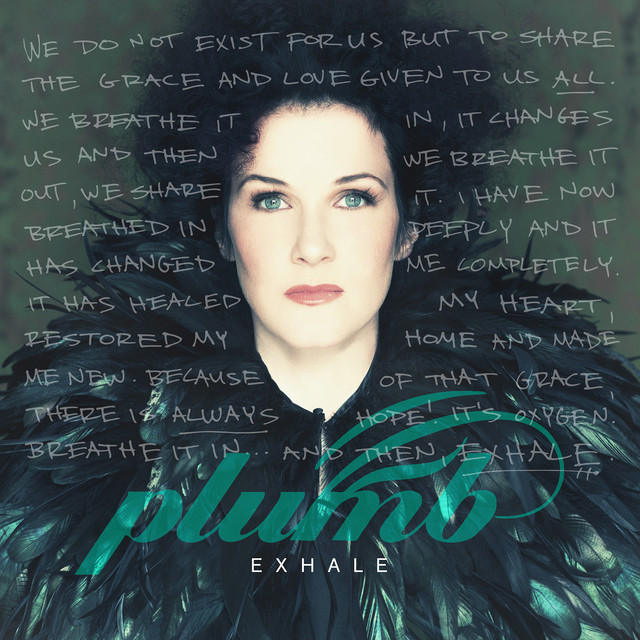 WE DO NOT EXIST FOR US BUT TO SHARE
THE GRACE AND LOVE GIVEN TO US ALL.
WE BREATHE IT IN, IT CHANGES
US AND THEN WE BREATHE IT
OUT, WE SHARE IT. I HAVE NOW
BREATHED IN DEEPLY AND IT
HAS CHANGED ME COMPLETELY.
IT HAS HEALED MY HEART,
RESTORED MY HOME AND MADE
ME NEW. BECAUSE OF THAT GRACE,
THERE IS ALWAYS HOPE! IT'S OXYGEN.
BREATHE IT IN... AND THEN, EXHALE.
plumb
EXHALE